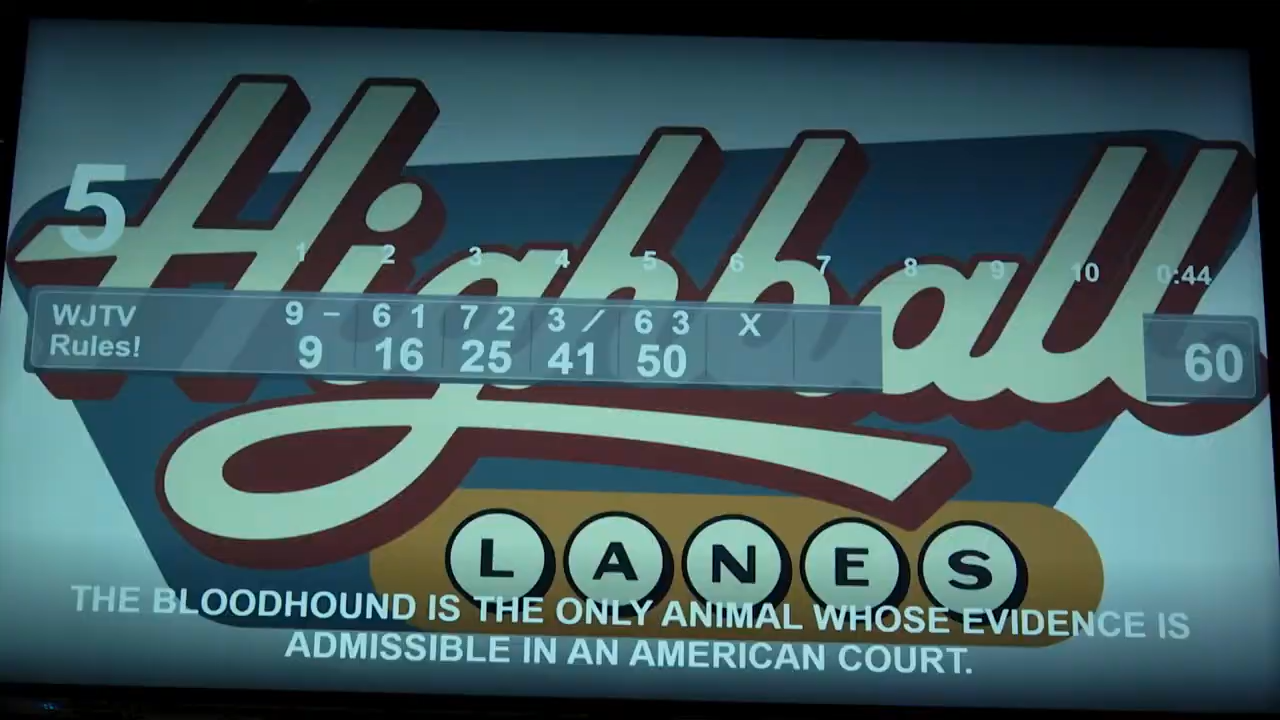 Highball
5
1 2 3 4 5 6 7 8 9 10 0:44
WJTV 9 – 6 1 7 2 3 / 6 3 X
Rules! 9 16 25 41 50 60
LANES
THE BLOODHOUND IS THE ONLY ANIMAL WHOSE EVIDENCE IS
ADMISSIBLE IN AN AMERICAN COURT.